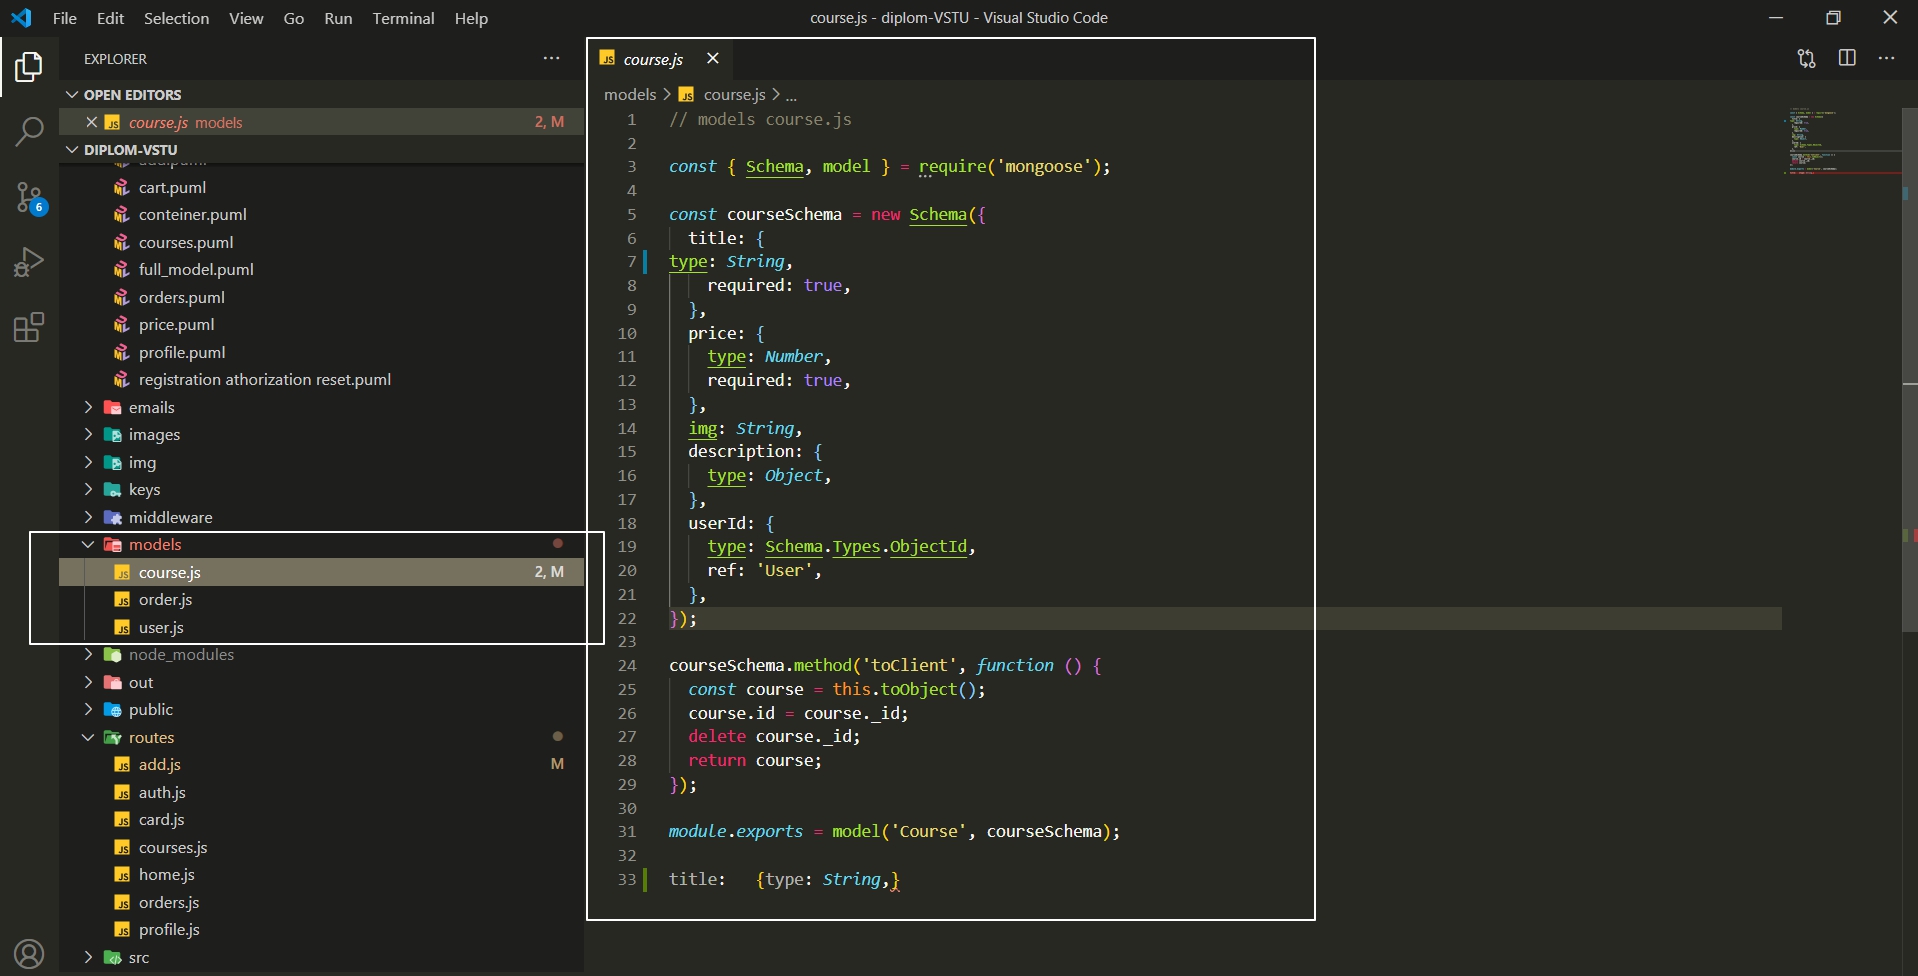 File Edit Selection View Go Run Terminal Help
course.js - diplom-VSTU - Visual Studio Code
EXPLORER
OPEN EDITORS
course.js models 2, M
DIPLOM-VSTU
cart.puml
conteiner.puml
courses.puml
full_model.puml
orders.puml
price.puml
profile.puml
registration athorization reset.puml
emails
images
img
keys
middleware
models
course.js 2, M
order.js
user.js
node_modules
out
public
routes
add.js M
auth.js
card.js
courses.js
home.js
orders.js
profile.js
src
6
JS course.js
models > JS course.js > ...
1 // models course.js
2
3 const { Schema, model } = require('mongoose');
4
5 const courseSchema = new Schema({
6 title: {
7 type: String,
8 required: true,
9 },
10 price: {
11 type: Number,
12 required: true,
13 },
14 img: String,
15 description: {
16 type: Object,
17 },
18 userId: {
19 type: Schema.Types.ObjectId,
20 ref: 'User',
21 },
22 });
23
24 courseSchema.method('toClient', function () {
25 const course = this.toObject();
26 course.id = course._id;
27 delete course._id;
28 return course;
29 });
30
31 module.exports = model('Course', courseSchema);
32
33 title: {type: String,}